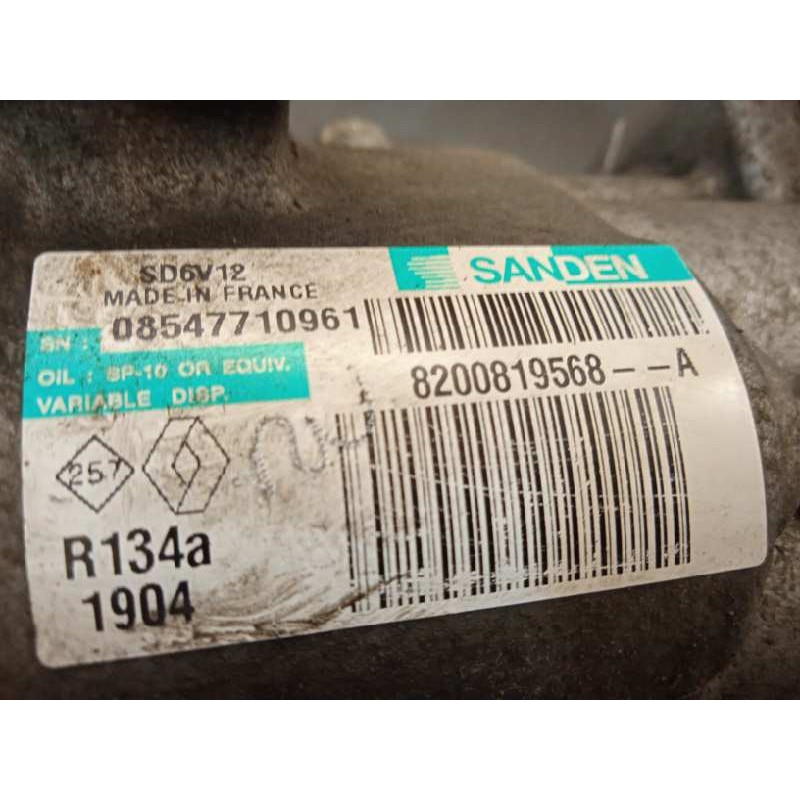 SD6V12
SANDEN
MADE IN FRANCE
SN : 08547710961
OIL : SP-10 OR EQUIV.
VARIABLE DISP.
8200819568--A
257
R134a
1904